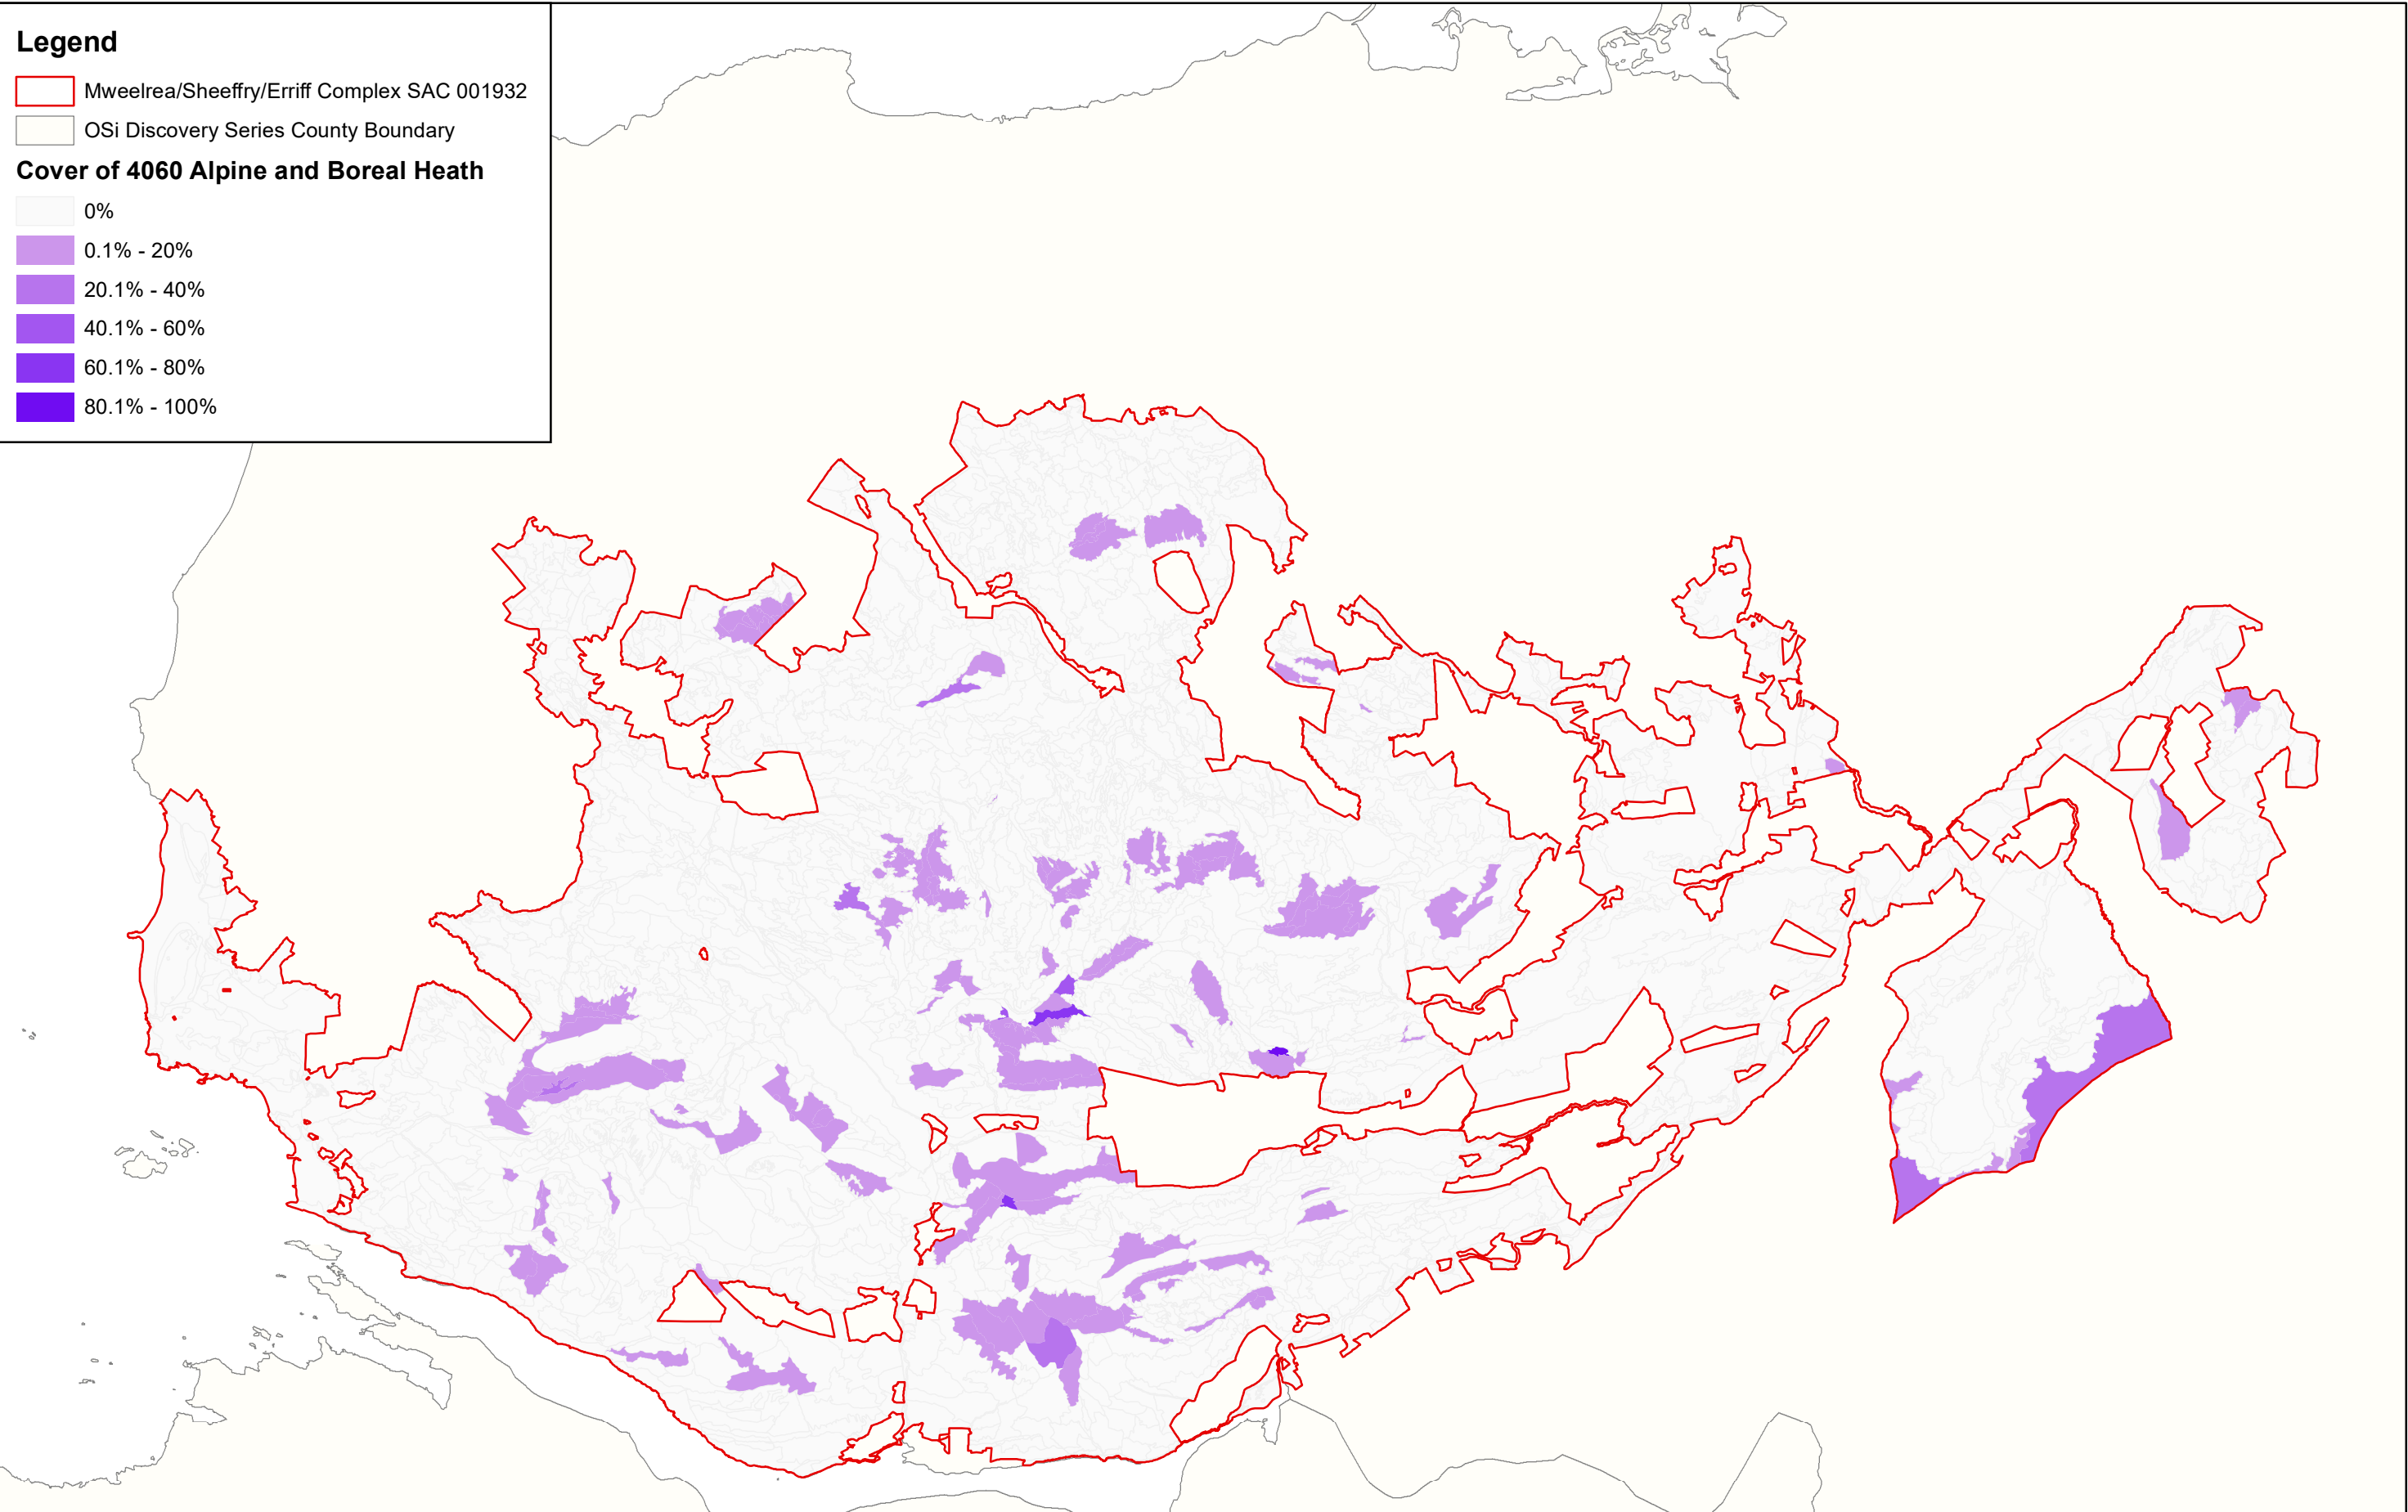 Legend
Mweelrea/Sheeffry/Erriff Complex SAC 001932
OSi Discovery Series County Boundary
Cover of 4060 Alpine and Boreal Heath
0%
0.1% - 20%
20.1% - 40%
40.1% - 60%
60.1% - 80%
80.1% - 100%